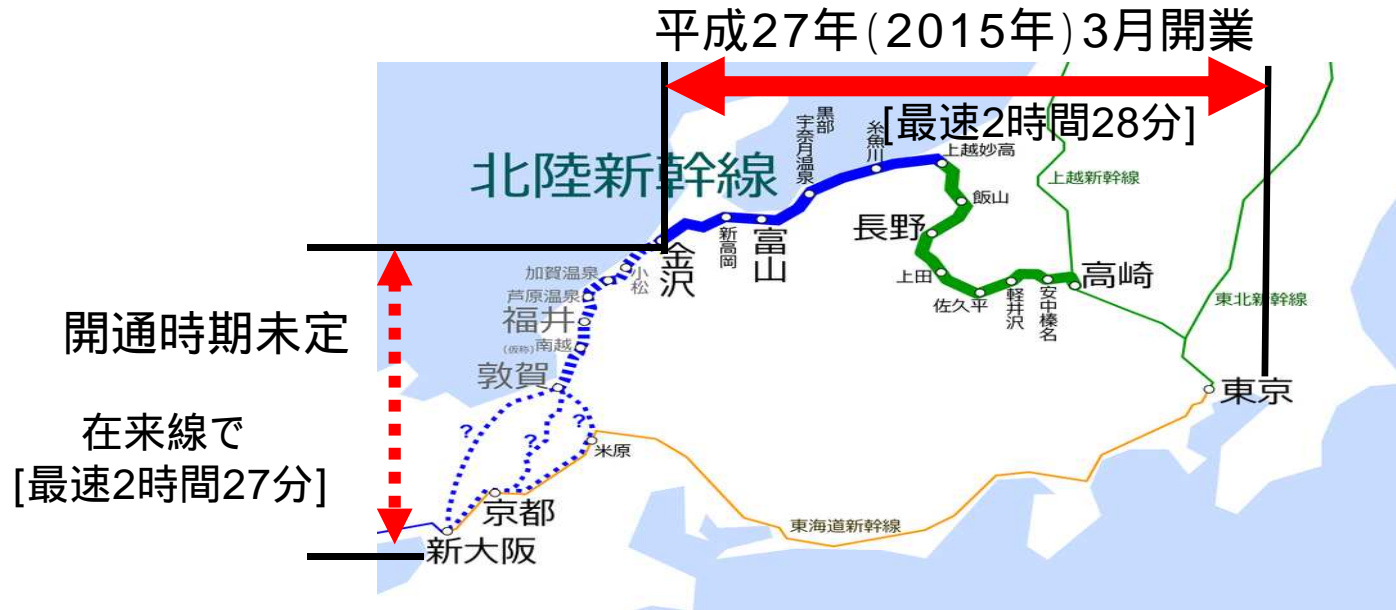 平成27年(2015年)3月開業
[最速2時間28分]
北陸新幹線
黒部
宇奈月温泉
糸魚川
上越妙高
上越新幹線
飯山
長野
上田
佐久平
軽井沢
安中榛名
高崎
東北新幹線
新高岡
富山
金沢
小松
加賀温泉
芦原温泉
福井
(仮称)南越
敦賀
開通時期未定
在来線で
[最速2時間27分]
?
?
?
米原
京都
新大阪
東海道新幹線
東京